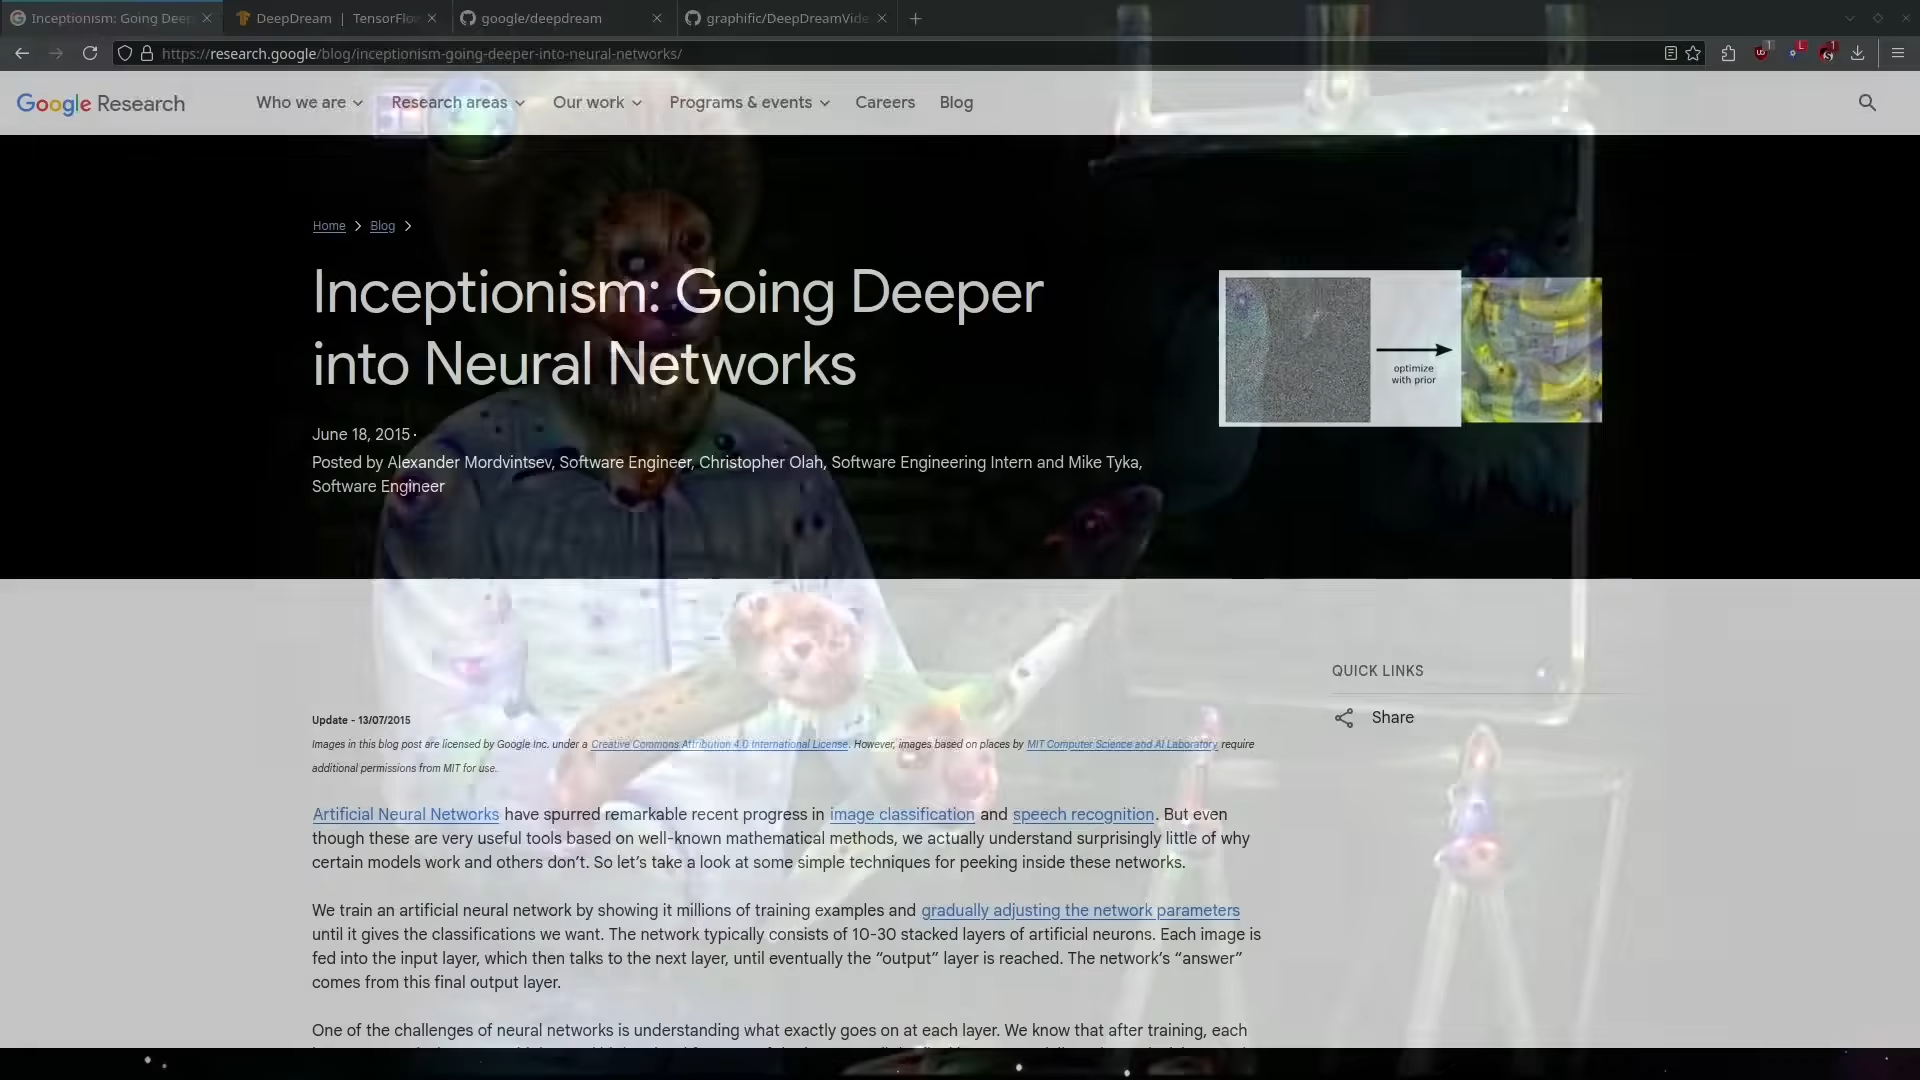 Inceptionism: Going Deep
DeepDream | TensorFlow
google/deepdream
graphific/DeepDreamVide
https://research.google/blog/inceptionism-going-deeper-into-neural-networks/
Google Research
Who we are
Research areas
Our work
Programs & events
Careers
Blog
Home
Blog
Inceptionism: Going Deeper
into Neural Networks
optimize
with prior
June 18, 2015 ·
Posted by Alexander Mordvintsev, Software Engineer, Christopher Olah, Software Engineering Intern and Mike Tyka,
Software Engineer
QUICK LINKS
Share
Update - 13/07/2015
Images in this blog post are licensed by Google Inc. under a Creative Commons Attribution 4.0 International License. However, images based on places by MIT Computer Science and AI Laboratory require
additional permissions from MIT for use.
Artificial Neural Networks have spurred remarkable recent progress in image classification and speech recognition. But even
though these are very useful tools based on well-known mathematical methods, we actually understand surprisingly little of why
certain models work and others don’t. So let’s take a look at some simple techniques for peeking inside these networks.
We train an artificial neural network by showing it millions of training examples and gradually adjusting the network parameters
until it gives the classifications we want. The network typically consists of 10-30 stacked layers of artificial neurons. Each image is
fed into the input layer, which then talks to the next layer, until eventually the “output” layer is reached. The network’s “answer”
comes from this final output layer.
One of the challenges of neural networks is understanding what exactly goes on at each layer. We know that after training, each